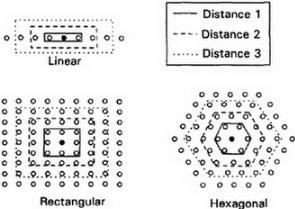 Distance 1
Distance 2
Distance 3
Linear
Rectangular
Hexagonal